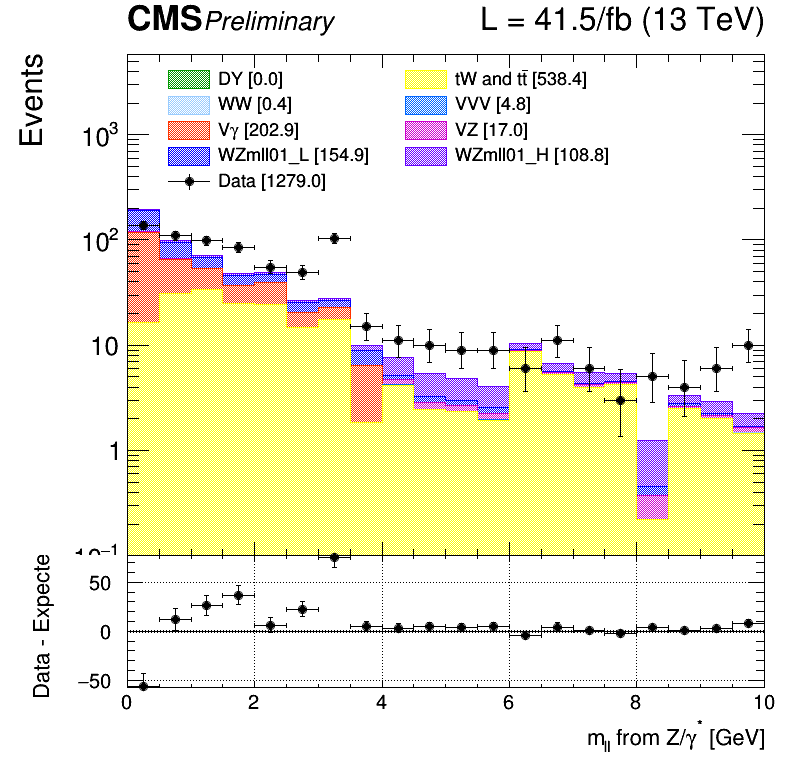 CMS Preliminary L = 41.5/fb (13 TeV)
Events
DY [0.0] tW and tt̄ [538.4]
WW [0.4] VVV [4.8]
Vγ [202.9] VZ [17.0]
WZmll01_L [154.9] WZmll01_H [108.8]
Data [1279.0]
10³
10²
10
1
10⁻¹
Data - Expecte
50
0
−50
0 2 4 6 8 10
m_ll from Z/γ* [GeV]